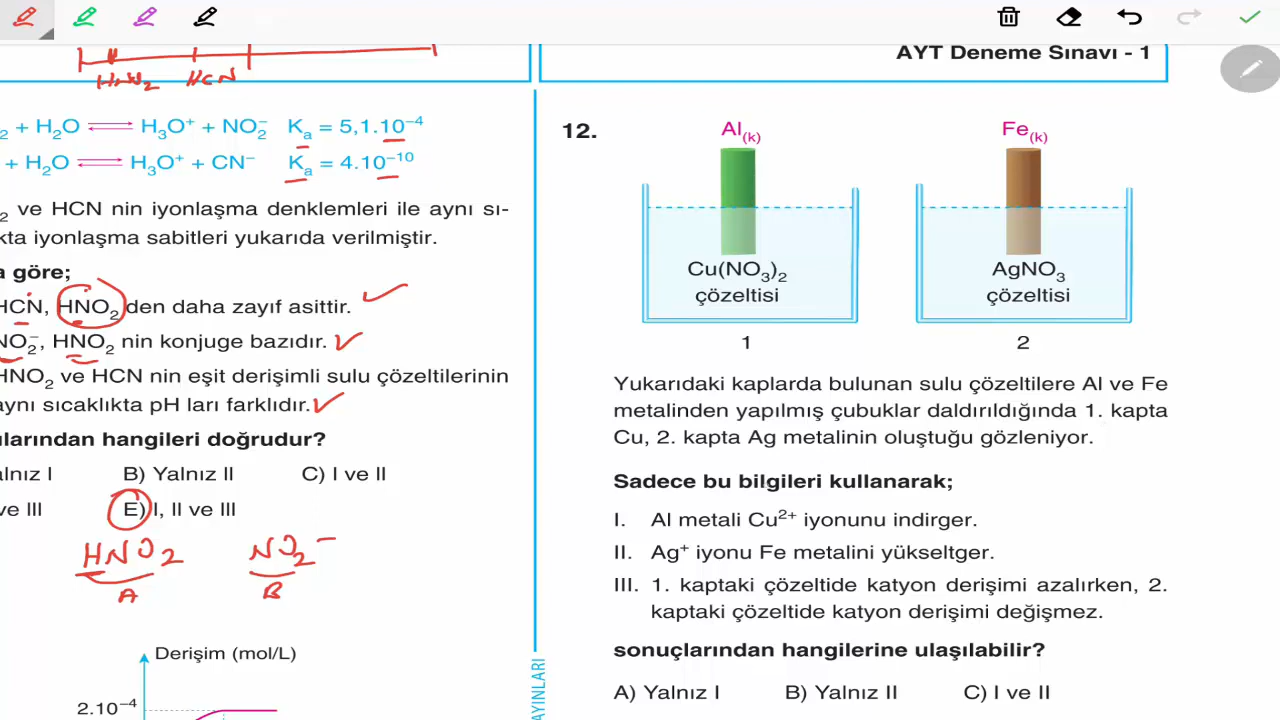 HNO2 HCN
AYT Deneme Sınavı - 1
2 + H2O ⇌ H3O+ + NO2− Ka = 5,1.10−4
+ H2O ⇌ H3O+ + CN− Ka = 4.10−10
2 ve HCN nin iyonlaşma denklemleri ile aynı sı-
kta iyonlaşma sabitleri yukarıda verilmiştir.
a göre;
HCN, HNO2 den daha zayıf asittir.
NO2−, HNO2 nin konjuge bazıdır.
HNO2 ve HCN nin eşit derişimli sulu çözeltilerinin
aynı sıcaklıkta pH ları farklıdır.
ularından hangileri doğrudur?
alnız I B) Yalnız II C) I ve II
ve III E) I, II ve III
HNO2 NO2−
A B
Derişim (mol/L)
2.10−4
YAYINLARI
12.
Al(k) Fe(k)
Cu(NO3)2 AgNO3
çözeltisi çözeltisi
1 2
Yukarıdaki kaplarda bulunan sulu çözeltilere Al ve Fe
metalinden yapılmış çubuklar daldırıldığında 1. kapta
Cu, 2. kapta Ag metalinin oluştuğu gözleniyor.
Sadece bu bilgileri kullanarak;
I. Al metali Cu2+ iyonunu indirger.
II. Ag+ iyonu Fe metalini yükseltger.
III. 1. kaptaki çözeltide katyon derişimi azalırken, 2.
kaptaki çözeltide katyon derişimi değişmez.
sonuçlarından hangilerine ulaşılabilir?
A) Yalnız I B) Yalnız II C) I ve II